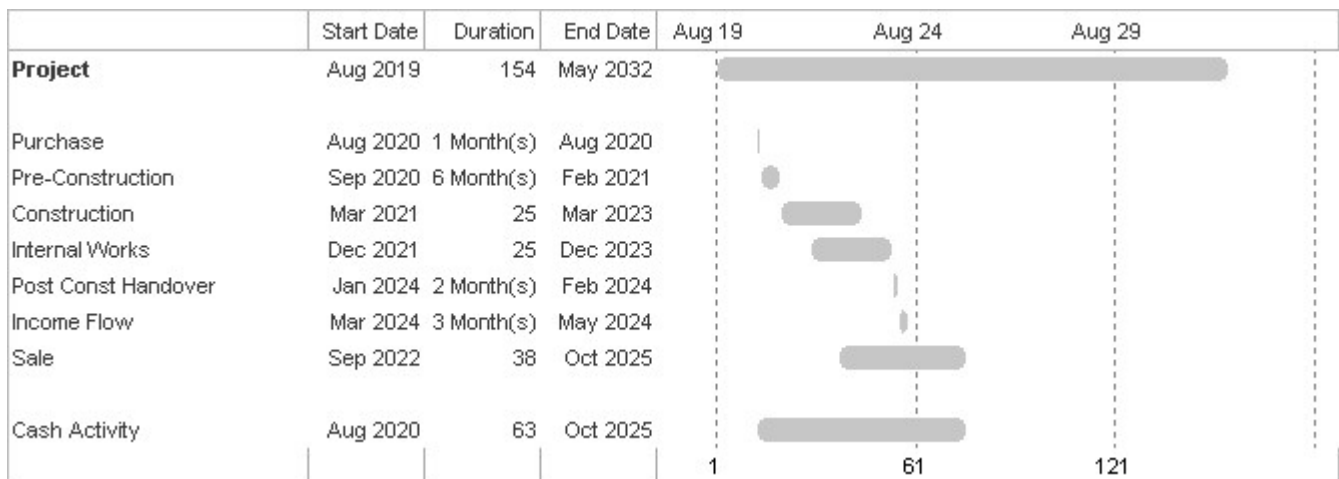 Start Date Duration End Date Aug 19 Aug 24 Aug 29
Project Aug 2019 154 May 2032
Purchase Aug 2020 1 Month(s) Aug 2020
Pre-Construction Sep 2020 6 Month(s) Feb 2021
Construction Mar 2021 25 Mar 2023
Internal Works Dec 2021 25 Dec 2023
Post Const Handover Jan 2024 2 Month(s) Feb 2024
Income Flow Mar 2024 3 Month(s) May 2024
Sale Sep 2022 38 Oct 2025
Cash Activity Aug 2020 63 Oct 2025
1 61 121